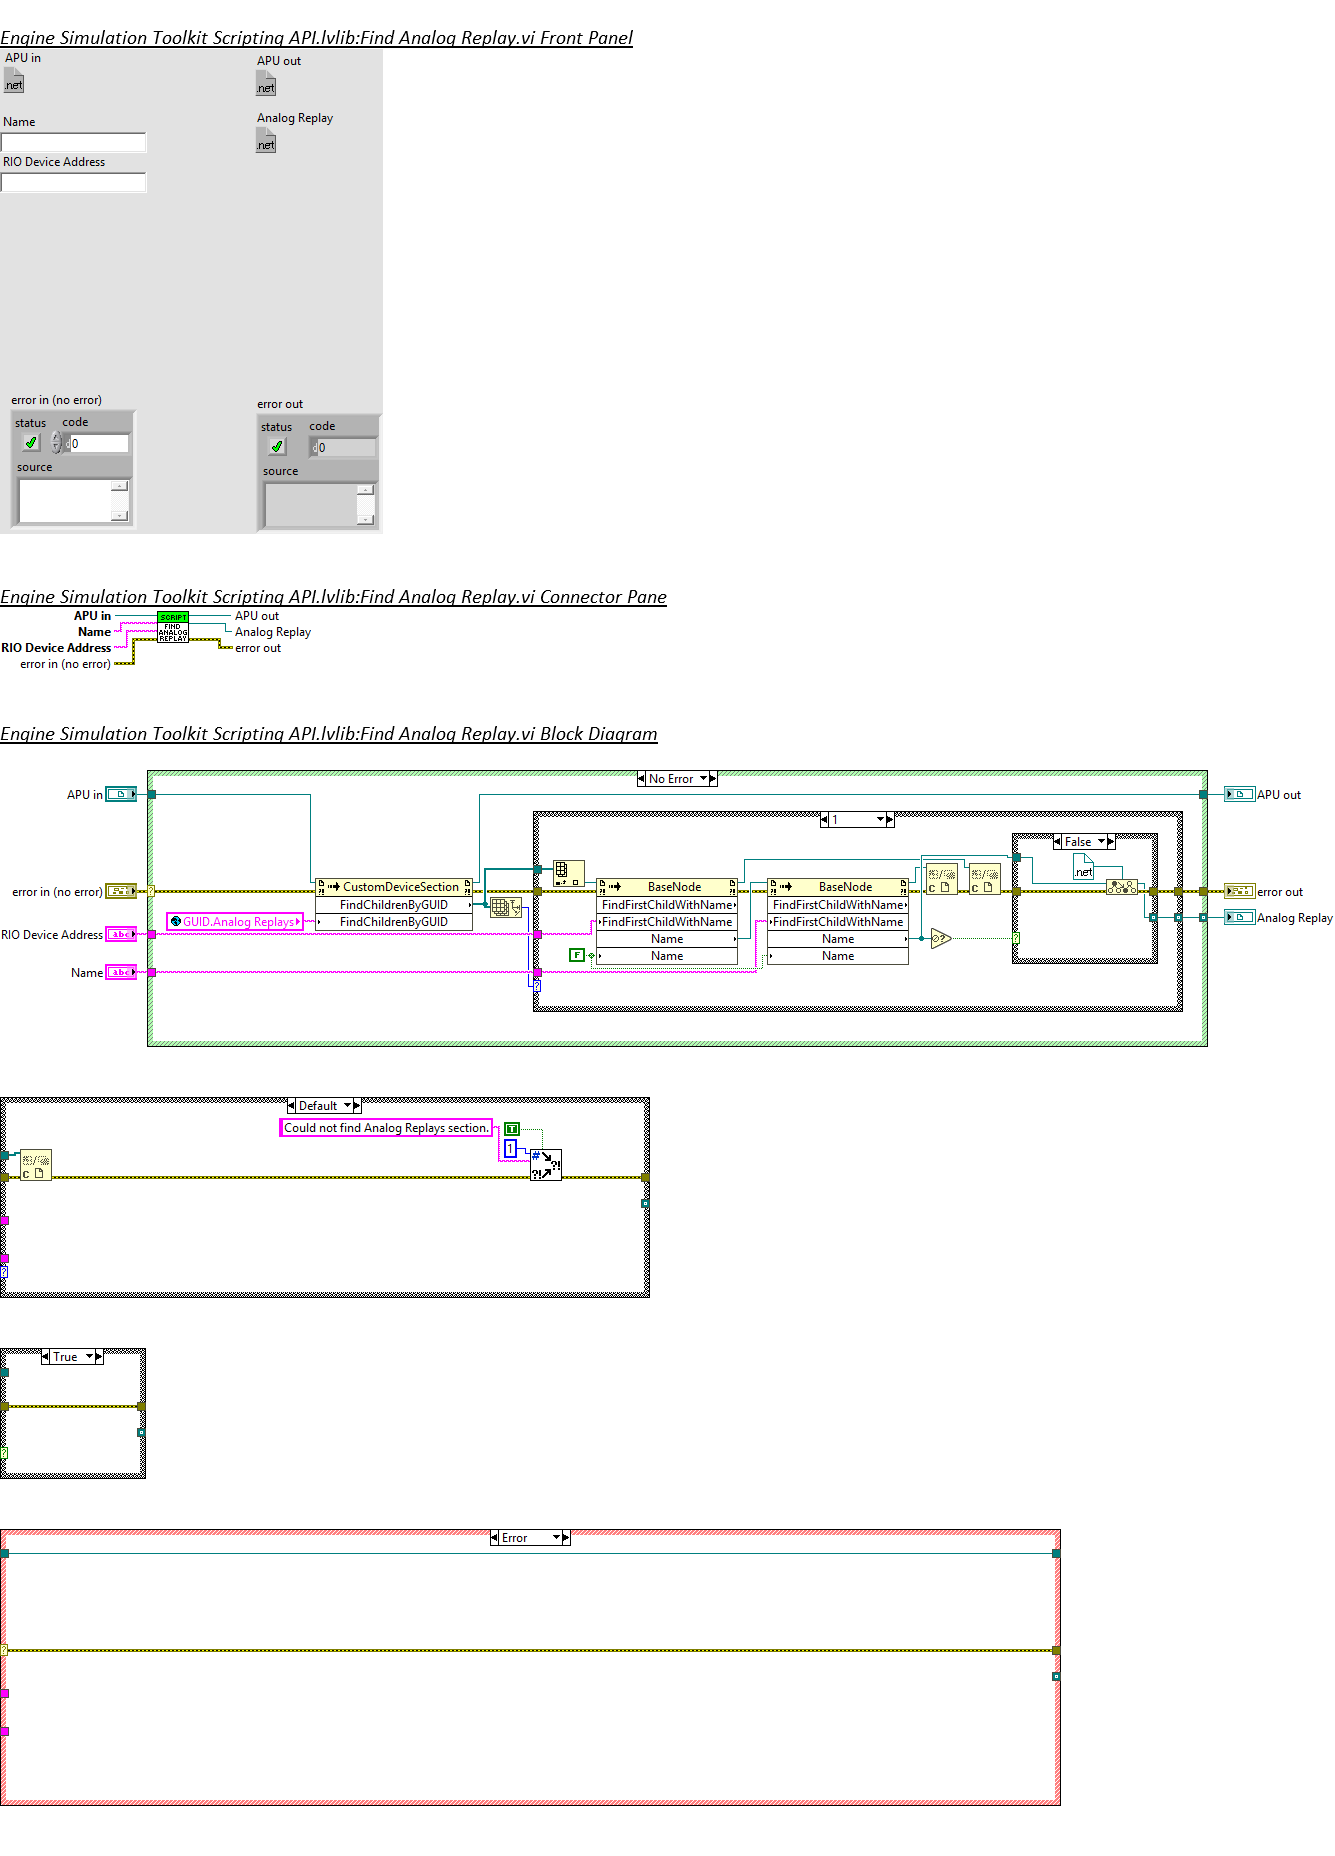 Engine Simulation Toolkit Scripting API.lvlib:Find Analog Replay.vi Front Panel
APU in
APU out
.net
.net
Name
Analog Replay
.net
RIO Device Address
error in (no error)
error out
status code
status code
0
0
source
source
Engine Simulation Toolkit Scripting API.lvlib:Find Analog Replay.vi Connector Pane
APU in
SCRIPT
APU out
Name
FIND
ANALOG
REPLAY
Analog Replay
RIO Device Address
error out
error in (no error)
Engine Simulation Toolkit Scripting API.lvlib:Find Analog Replay.vi Block Diagram
No Error
APU in
APU out
1
False
.net
error in (no error)
CustomDeviceSection
BaseNode
BaseNode
error out
FindChildrenByGUID
FindFirstChildWithName
FindFirstChildWithName
GUID.Analog Replays
FindChildrenByGUID
FindFirstChildWithName
FindFirstChildWithName
Analog Replay
RIO Device Address
abc
Name
Name
F
Name
Name
Name
abc
Default
Could not find Analog Replays section.
T
1
True
Error